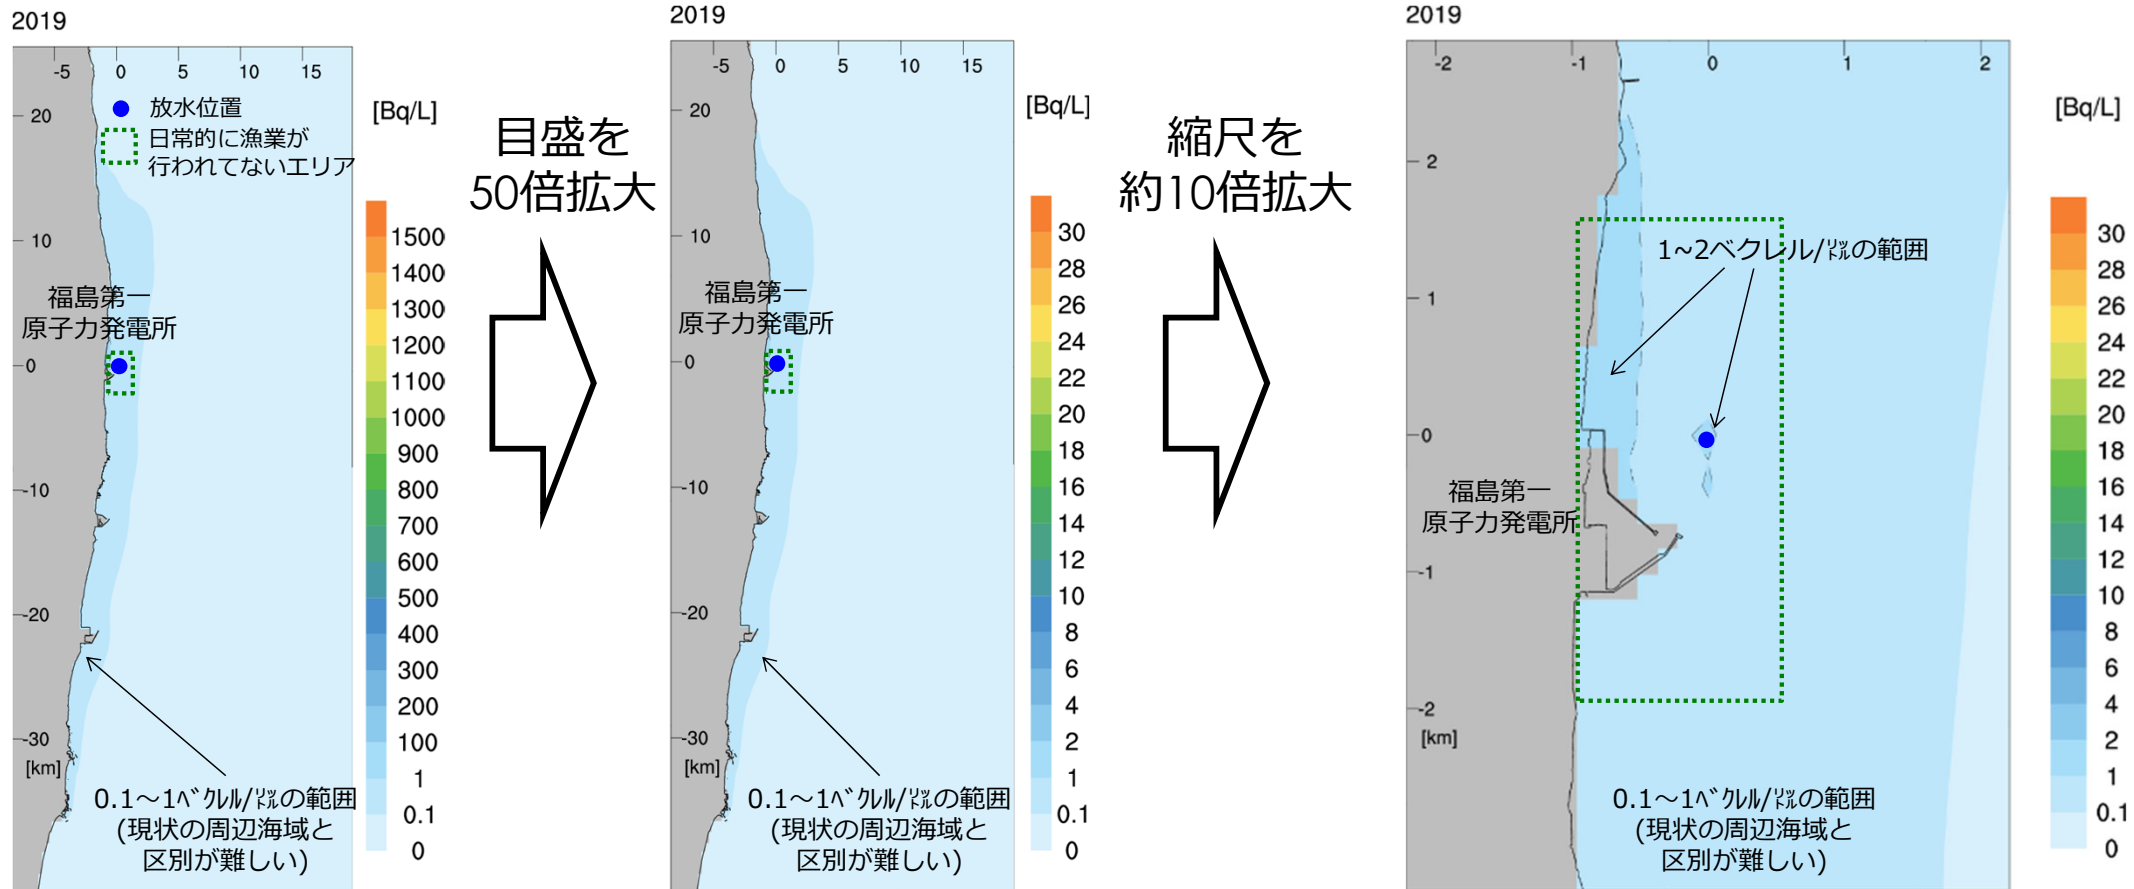 2019
-5 0 5 10 15
放水位置
日常的に漁業が
行われてないエリア
20
10
0
-10
-20
-30
[km]
福島第一
原子力発電所
0.1～1ﾍﾞｸﾚﾙ/㍑の範囲
(現状の周辺海域と
区別が難しい)
[Bq/L]
1500
1400
1300
1200
1100
1000
900
800
700
600
500
400
300
200
100
1
0.1
0
目盛を
50倍拡大
2019
-5 0 5 10 15
20
10
0
-10
-20
-30
[km]
福島第一
原子力発電所
0.1～1ﾍﾞｸﾚﾙ/㍑の範囲
(現状の周辺海域と
区別が難しい)
[Bq/L]
30
28
26
24
22
20
18
16
14
12
10
8
6
4
2
1
0.1
0
縮尺を
約10倍拡大
2019
-2 -1 0 1 2
2
1
0
-1
-2
[km]
1~2ベクレル/㍑の範囲
福島第一
原子力発電所
0.1～1ﾍﾞｸﾚﾙ/㍑の範囲
(現状の周辺海域と
区別が難しい)
[Bq/L]
30
28
26
24
22
20
18
16
14
12
10
8
6
4
2
1
0.1
0